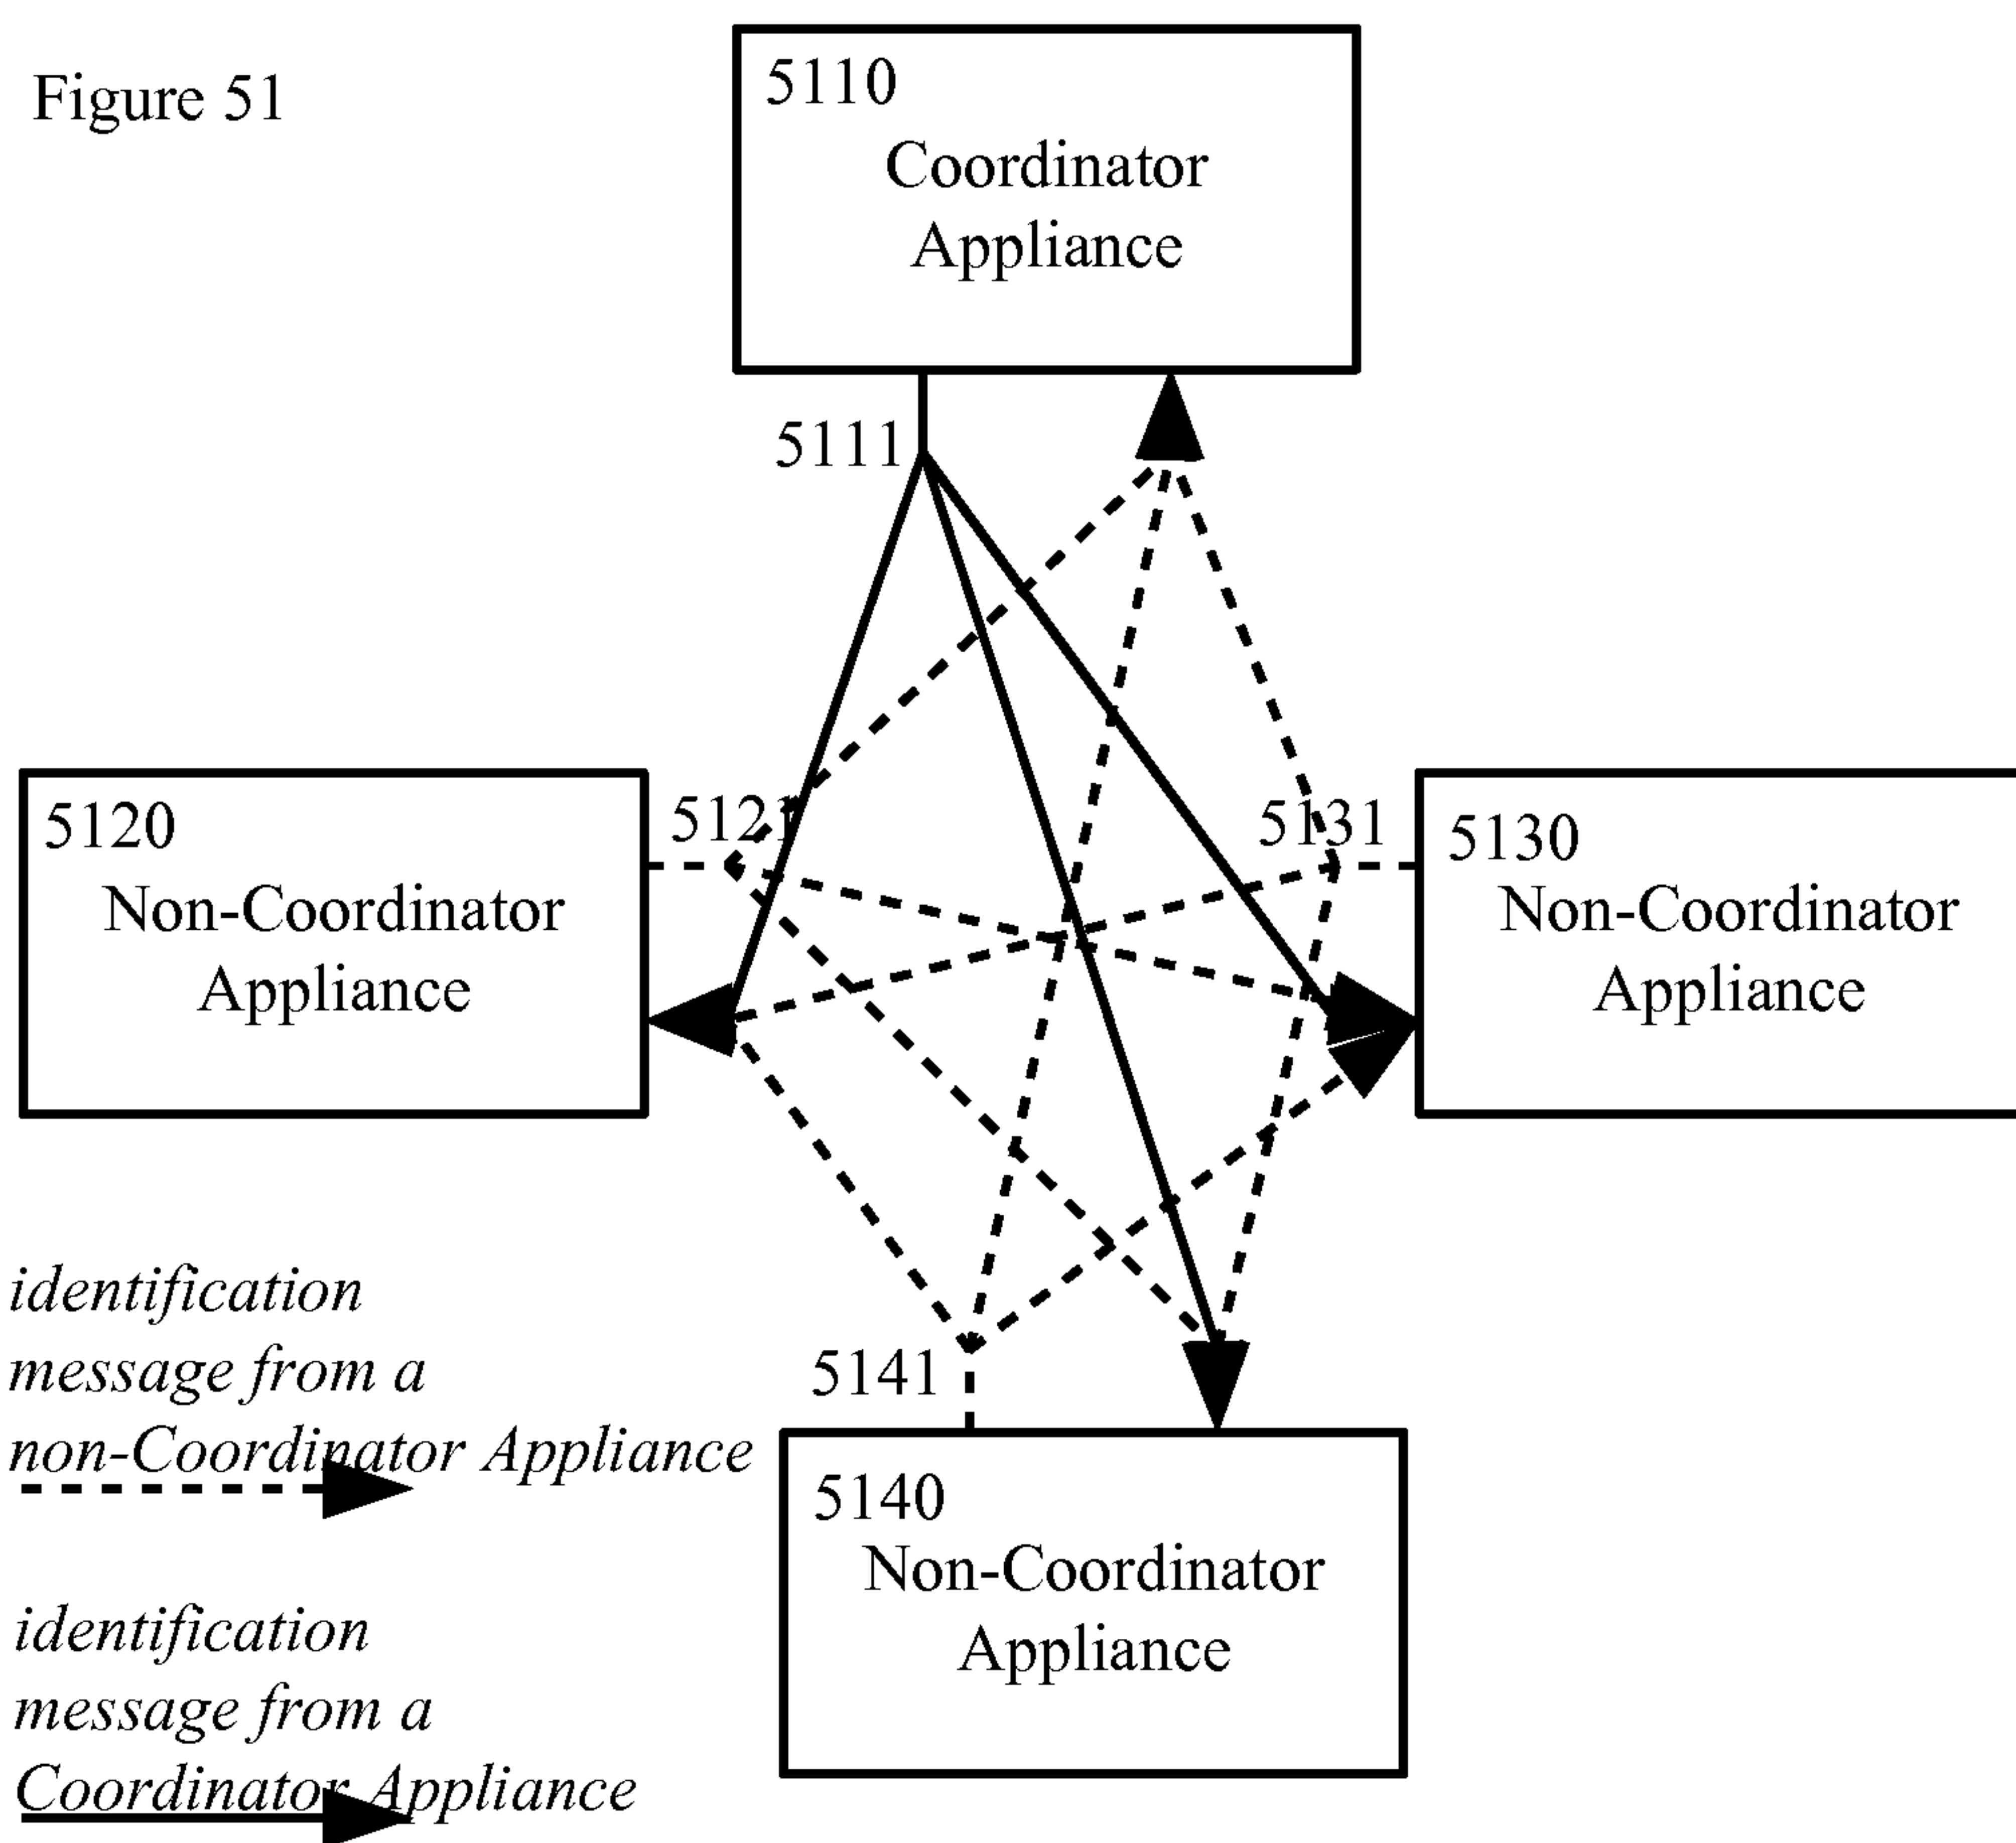 Figure 51
5110
Coordinator
Appliance
5111
5120
Non-Coordinator
Appliance
5121
5131
5130
Non-Coordinator
Appliance
identification
message from a
non-Coordinator Appliance
5141
5140
Non-Coordinator
Appliance
identification
message from a
Coordinator Appliance